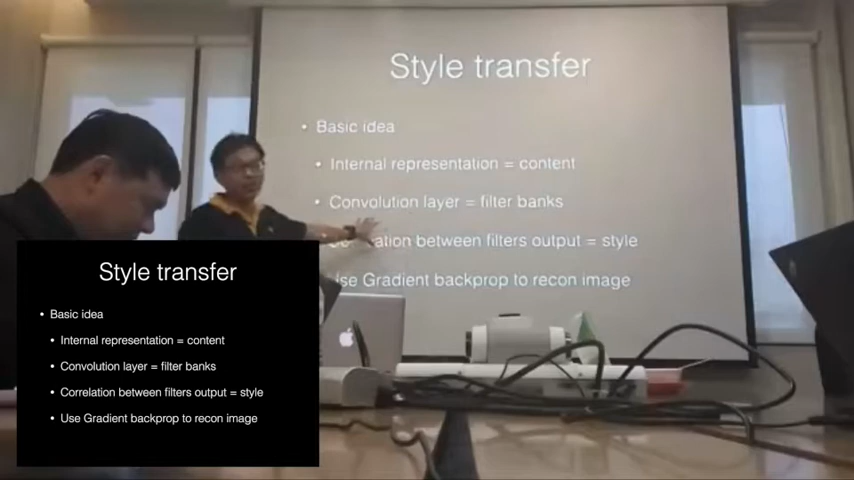 Style transfer
• Basic idea
• Internal representation = content
• Convolution layer = filter banks
between filters output = style
Gradient backprop to recon image
Style transfer
• Basic idea
• Internal representation = content
• Convolution layer = filter banks
• Correlation between filters output = style
• Use Gradient backprop to recon image